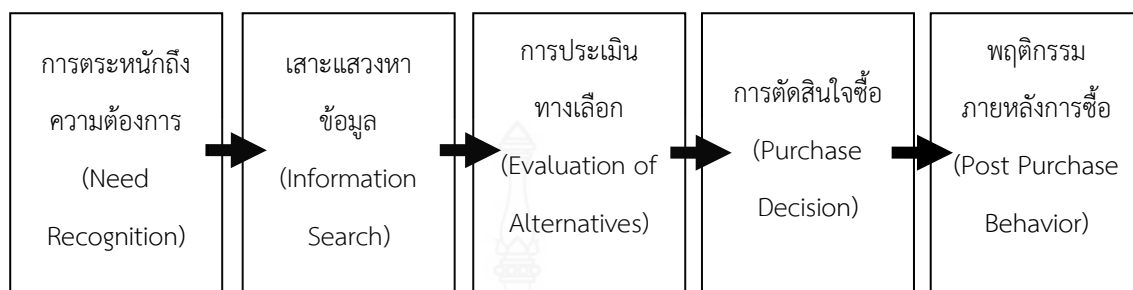 การตระหนักถึง
ความต้องการ
(Need
Recognition)
เสาะแสวงหา
ข้อมูล
(Information
Search)
การประเมิน
ทางเลือก
(Evaluation of
Alternatives)
การตัดสินใจซื้อ
(Purchase
Decision)
พฤติกรรม
ภายหลังการซื้อ
(Post Purchase
Behavior)